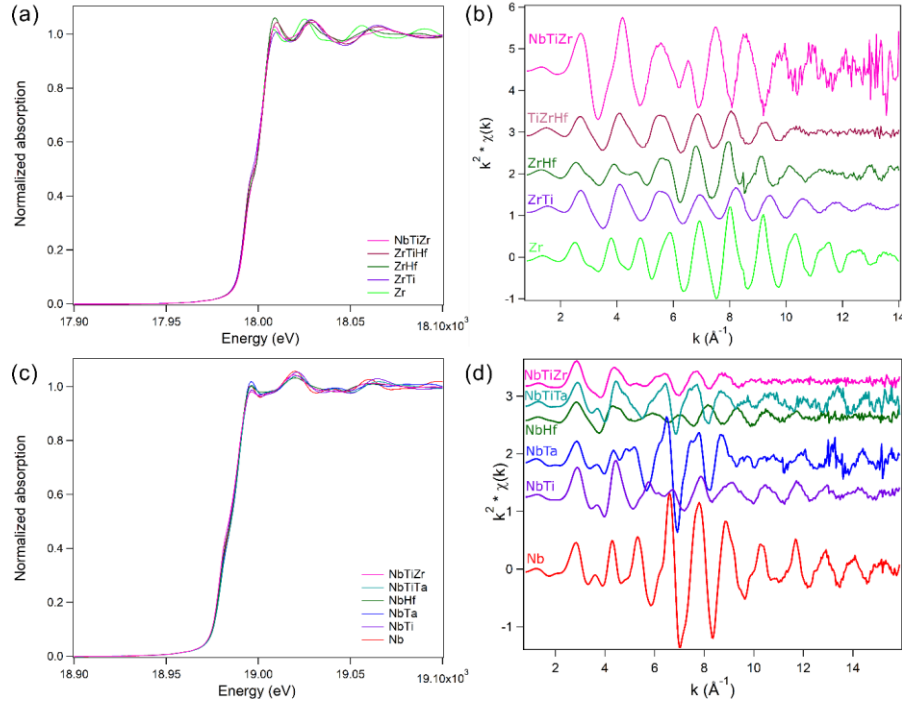 (a)
Normalized absorption
1.0
0.8
0.6
0.4
0.2
0.0
NbTiZr
ZrTiHf
ZrHf
ZrTi
Zr
17.90
17.95
18.00
18.05
18.10x10³
Energy (eV)
(b)
k² * χ(k)
6
5
4
3
2
1
0
-1
NbTiZr
TiZrHf
ZrHf
ZrTi
Zr
2
4
6
8
10
12
14
k (Å⁻¹)
(c)
Normalized absorption
1.0
0.8
0.6
0.4
0.2
0.0
NbTiZr
NbTiTa
NbHf
NbTa
NbTi
Nb
18.90
18.95
19.00
19.05
19.10x10³
Energy (eV)
(d)
k² * χ(k)
3
2
1
0
-1
NbTiZr
NbTiTa
NbHf
NbTa
NbTi
Nb
2
4
6
8
10
12
14
k (Å⁻¹)